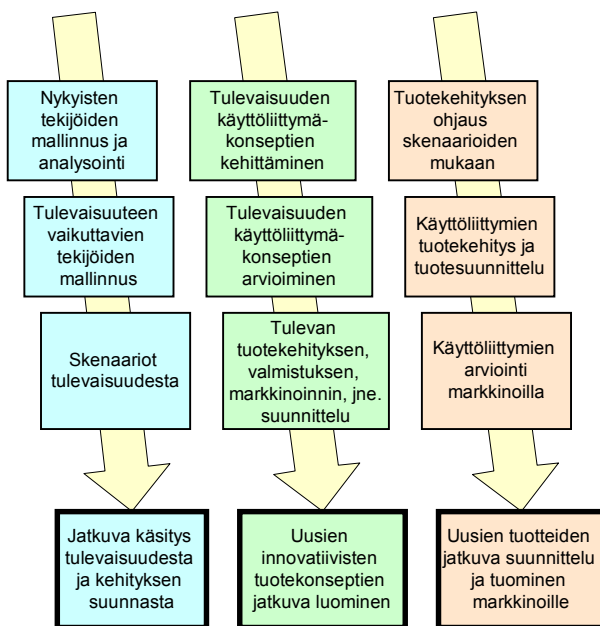 Nykyisten
tekijöiden
mallinnus ja
analysointi
Tulevaisuuteen
vaikuttavien
tekijöiden
mallinnus
Skenaariot
tulevaisuudesta
Jatkuva käsitys
tulevaisuudesta
ja kehityksen
suunnasta
Tulevaisuuden
käyttöliittymä-
konseptien
kehittäminen
Tulevaisuuden
käyttöliittymä-
konseptien
arvioiminen
Tulevan
tuotekehityksen,
valmistuksen,
markkinoinnin, jne.
suunnittelu
Uusien
innovatiivisten
tuotekonseptien
jatkuva luominen
Tuotekehityksen
ohjaus
skenaarioiden
mukaan
Käyttöliittymien
tuotekehitys ja
tuotesuunnittelu
Käyttöliittymien
arviointi
markkinoilla
Uusien tuotteiden
jatkuva suunnittelu
ja tuominen
markkinoille